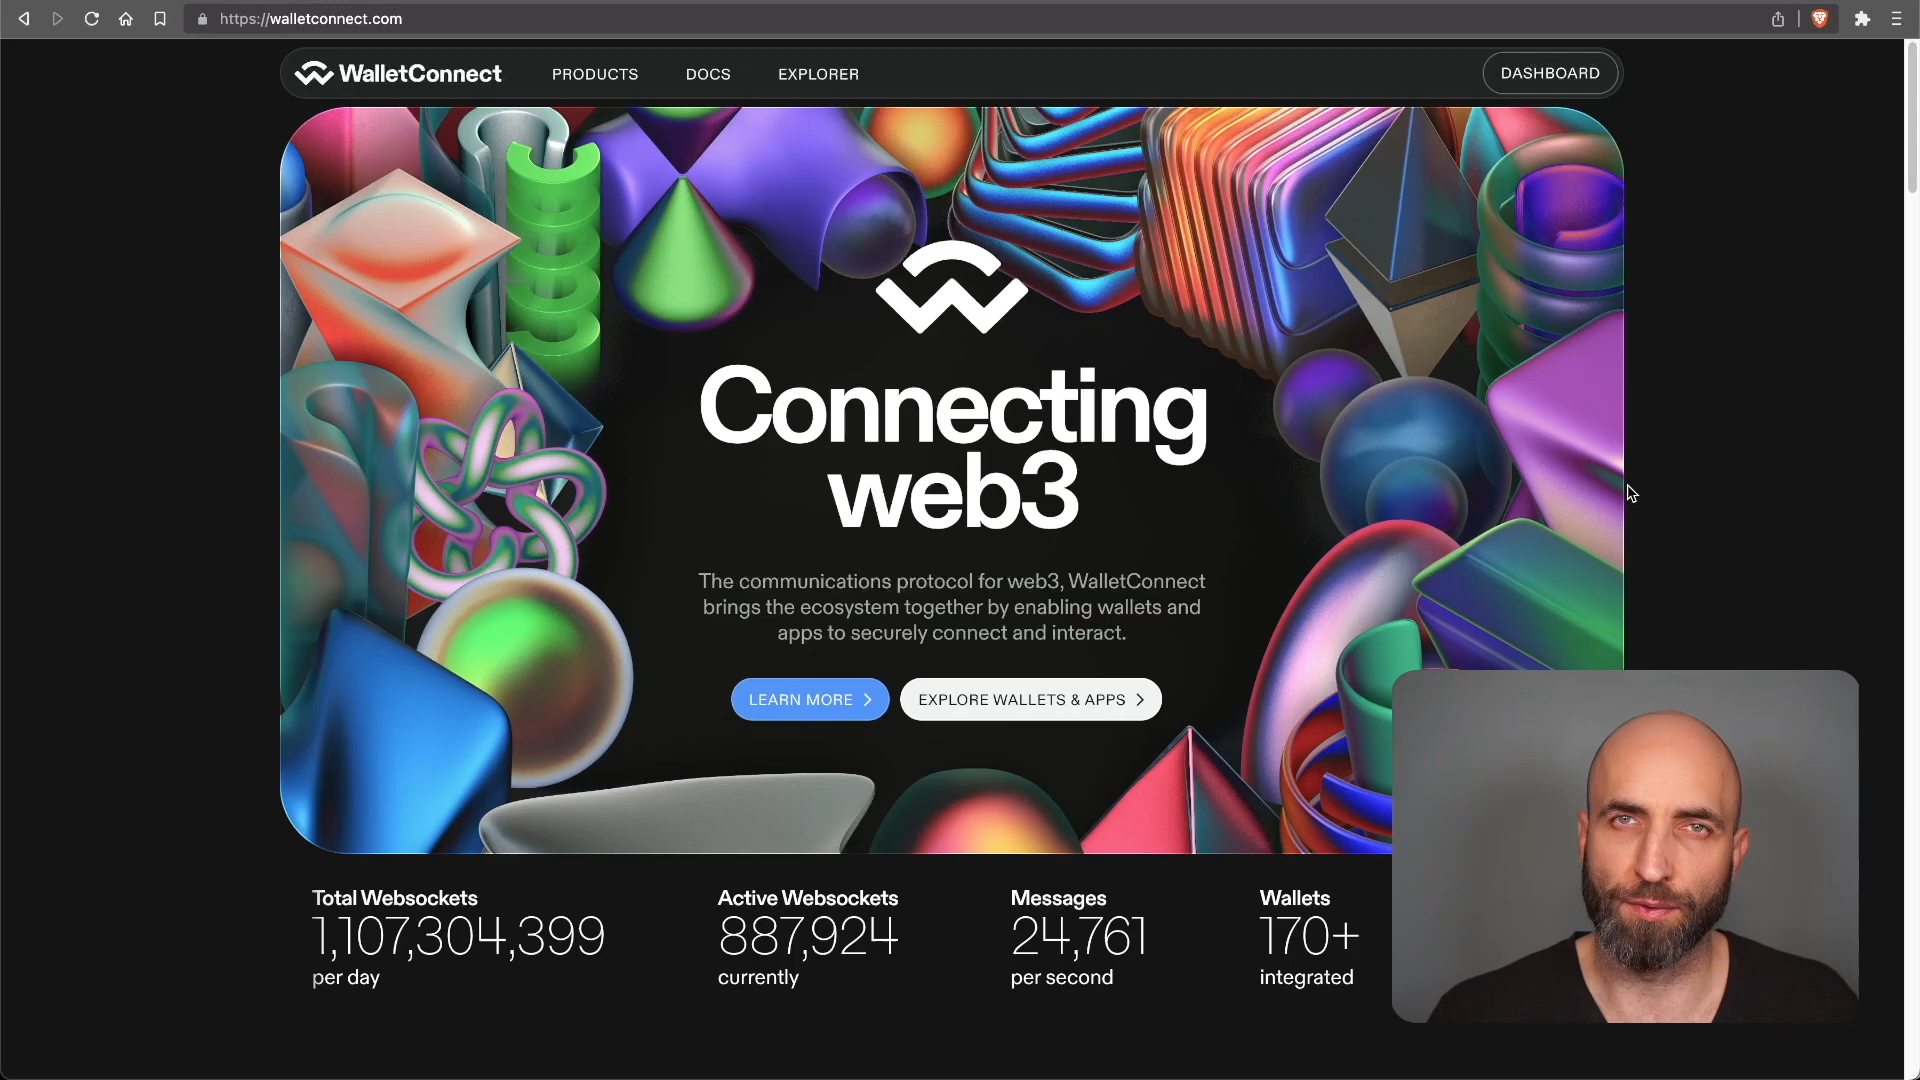 https://walletconnect.com
WalletConnect
PRODUCTS
DOCS
EXPLORER
DASHBOARD
Connecting
web3
The communications protocol for web3, WalletConnect
brings the ecosystem together by enabling wallets and
apps to securely connect and interact.
LEARN MORE
EXPLORE WALLETS & APPS
Total Websockets
1,107,304,399
per day
Active Websockets
887,924
currently
Messages
24,761
per second
Wallets
170+
integrated